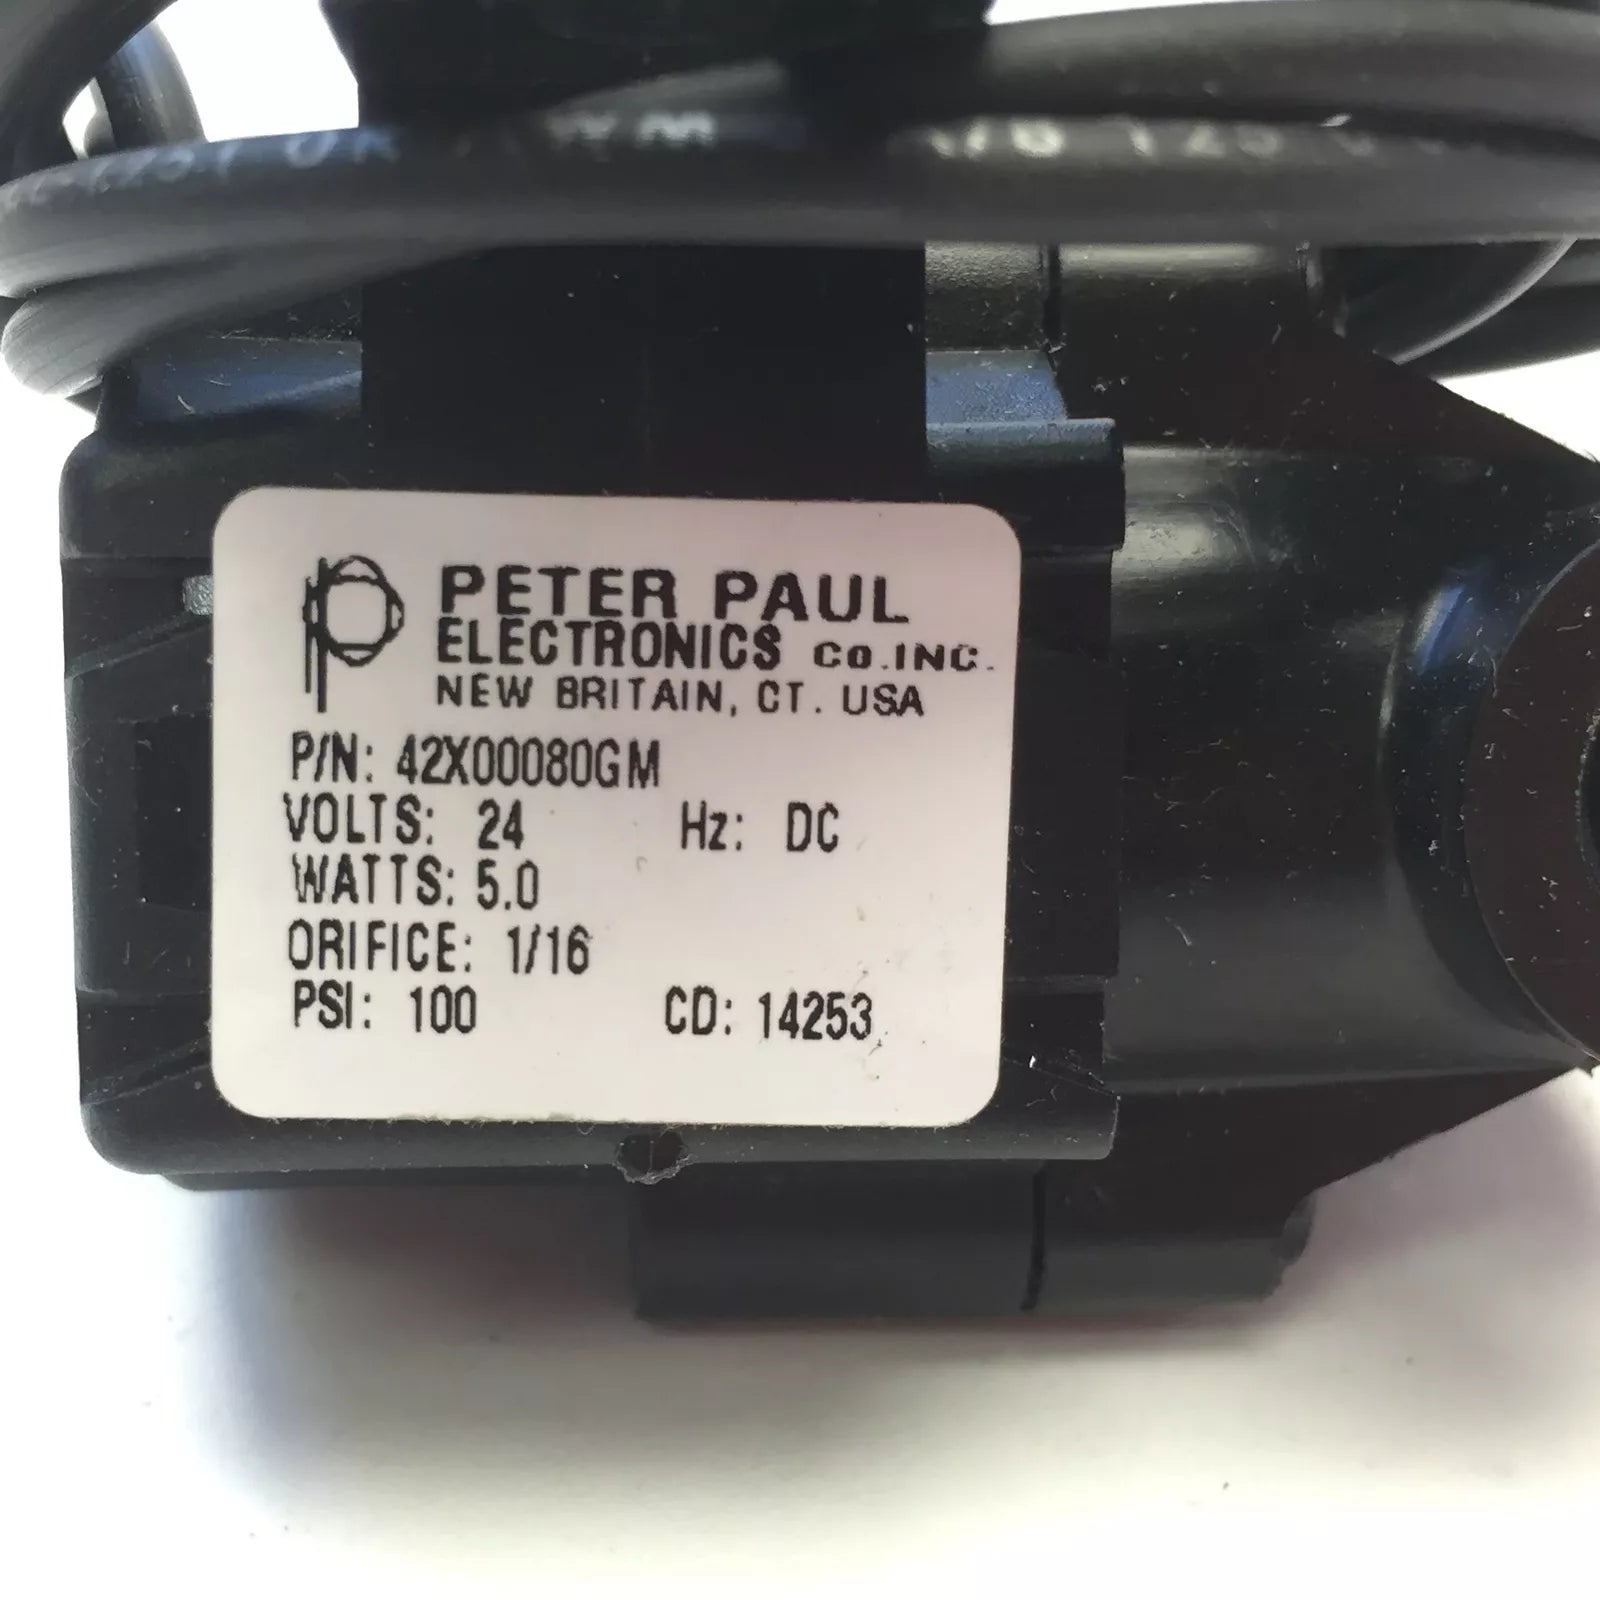 PETER PAUL
ELECTRONICS Co. INC.
NEW BRITAIN, CT. USA
P/N: 42X00080GM
VOLTS: 24 Hz: DC
WATTS: 5.0
ORIFICE: 1/16
PSI: 100 CD: 14253